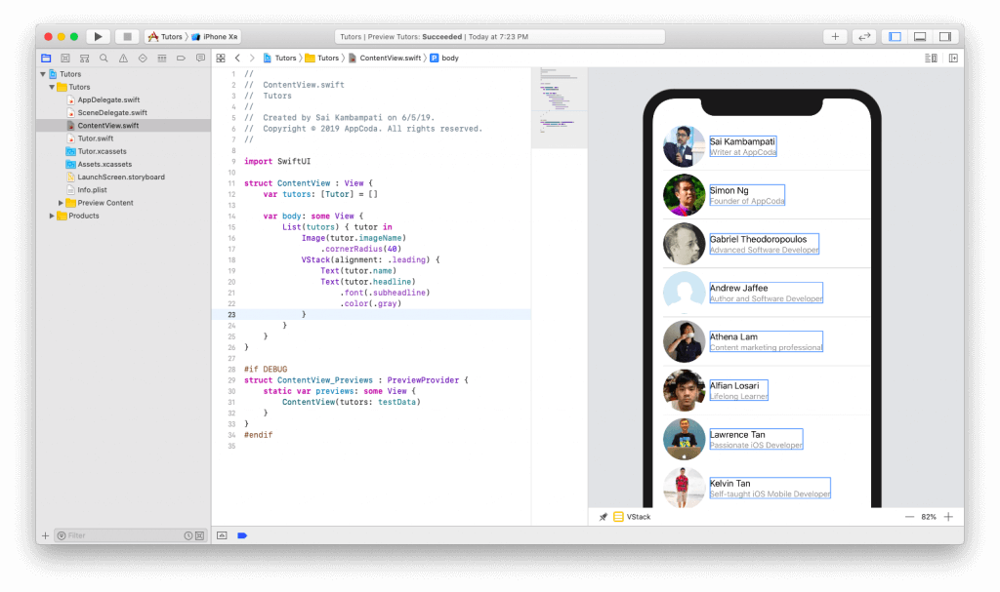 Tutors 〉 iPhone XR
Tutors | Preview Tutors: Succeeded | Today at 7:23 PM
Tutors 〉 Tutors 〉 ContentView.swift 〉 P body
Tutors
Tutors
AppDelegate.swift
SceneDelegate.swift
ContentView.swift
Tutor.swift
Tutor.xcassets
Assets.xcassets
LaunchScreen.storyboard
Info.plist
Preview Content
Products
Filter
1 //
2 //  ContentView.swift
3 //  Tutors
4 //
5 //  Created by Sai Kambampati on 6/5/19.
6 //  Copyright © 2019 AppCoda. All rights reserved.
7 //
8
9 import SwiftUI
10
11 struct ContentView : View {
12     var tutors: [Tutor] = []
13
14     var body: some View {
15         List(tutors) { tutor in
16             Image(tutor.imageName)
17                 .cornerRadius(40)
18             VStack(alignment: .leading) {
19                 Text(tutor.name)
20                 Text(tutor.headline)
21                     .font(.subheadline)
22                     .color(.gray)
23             }
24         }
25     }
26 }
27
28 #if DEBUG
29 struct ContentView_Previews : PreviewProvider {
30     static var previews: some View {
31         ContentView(tutors: testData)
32     }
33 }
34 #endif
35
Sai Kambampati
Writer at AppCoda
Simon Ng
Founder of AppCoda
Gabriel Theodoropoulos
Advanced Software Developer
Andrew Jaffee
Author and Software Developer
Athena Lam
Content marketing professional
Alfian Losari
Lifelong Learner
Lawrence Tan
Passionate iOS Developer
Kelvin Tan
Self-taught iOS Mobile Developer
VStack
82%